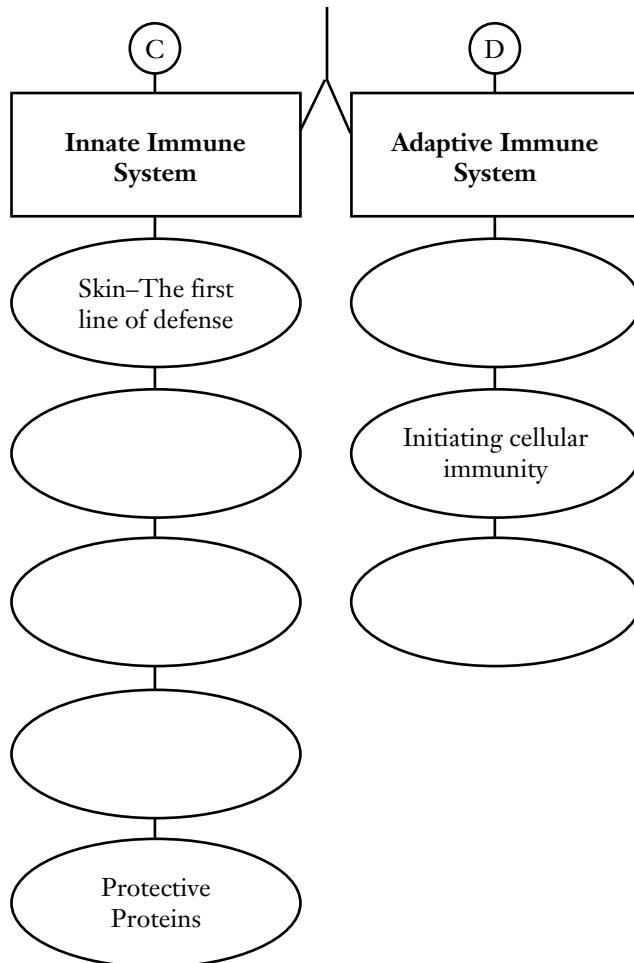 C
D
Innate Immune
System
Adaptive Immune
System
Skin–The first
line of defense
Initiating cellular
immunity
Protective
Proteins